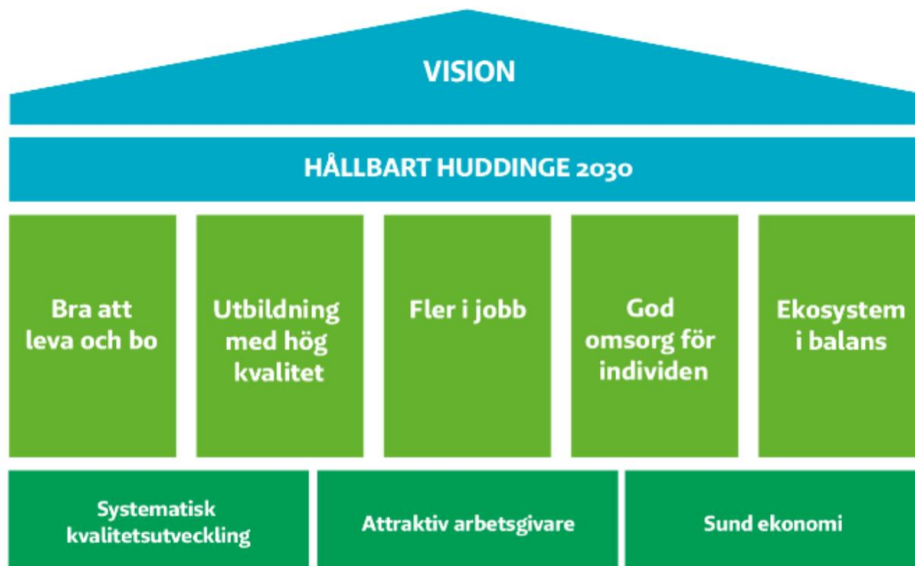 VISION
HÅLLBART HUDDINGE 2030
Bra att
leva och bo
Utbildning
med hög
kvalitet
Fler i jobb
God
omsorg för
individen
Ekosystem
i balans
Systematisk
kvalitetsutveckling
Attraktiv arbetsgivare
Sund ekonomi